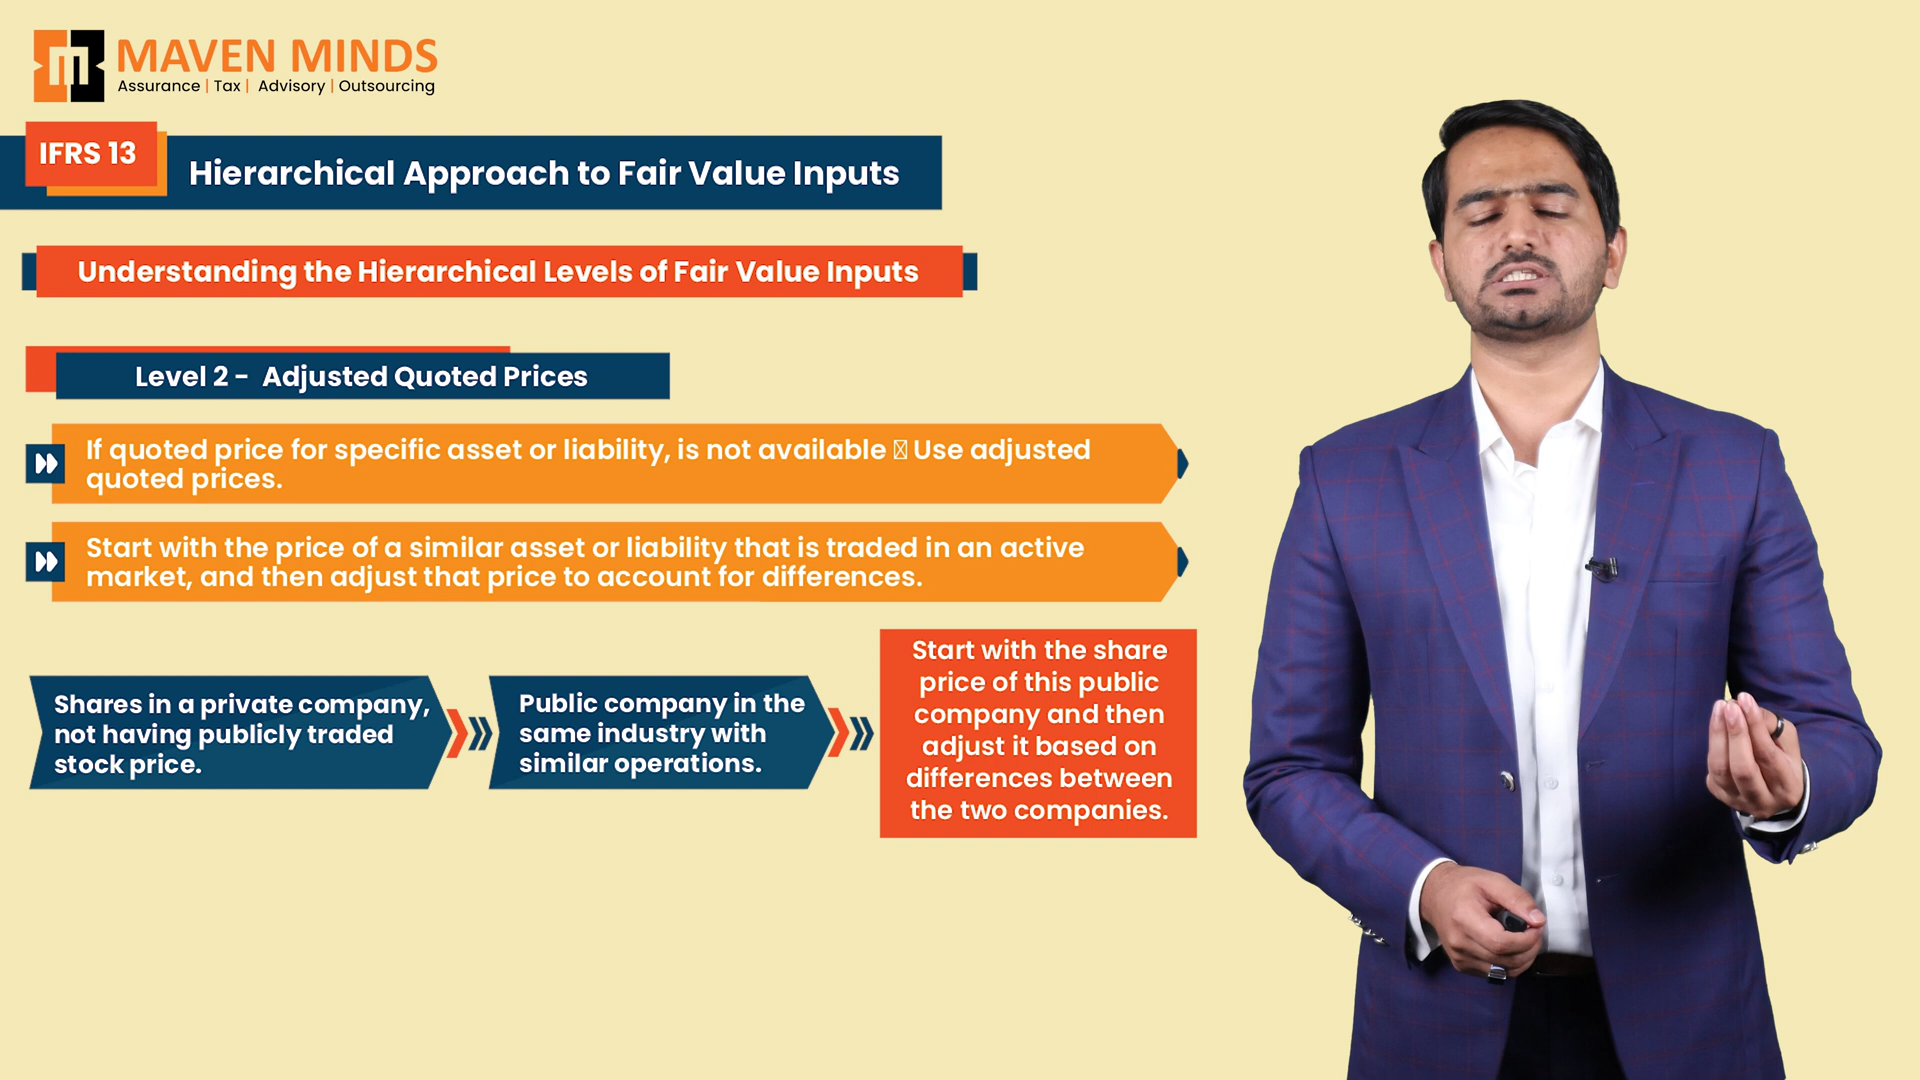 MAVEN MINDS
Assurance | Tax | Advisory | Outsourcing
IFRS 13
Hierarchical Approach to Fair Value Inputs
Understanding the Hierarchical Levels of Fair Value Inputs
Level 2 - Adjusted Quoted Prices
If quoted price for specific asset or liability, is not available Use adjusted
quoted prices.
Start with the price of a similar asset or liability that is traded in an active
market, and then adjust that price to account for differences.
Shares in a private company,
not having publicly traded
stock price.
Public company in the
same industry with
similar operations.
Start with the share
price of this public
company and then
adjust it based on
differences between
the two companies.